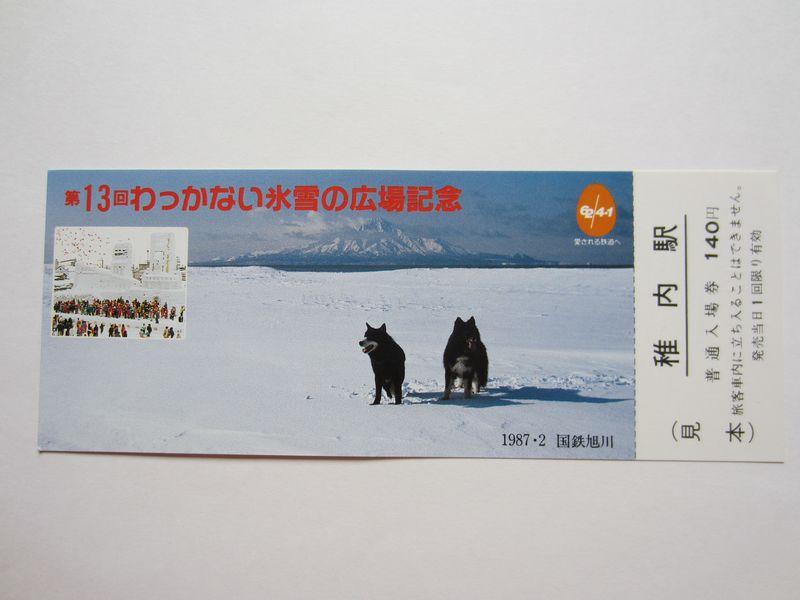 第13回わっかない氷雪の広場記念
62/4.1
愛される鉄道へ
1987・2 国鉄旭川
稚内駅
普通入場券 140円
旅客車内に立ち入ることはできません。
発売当日1回限り有効
(見本)